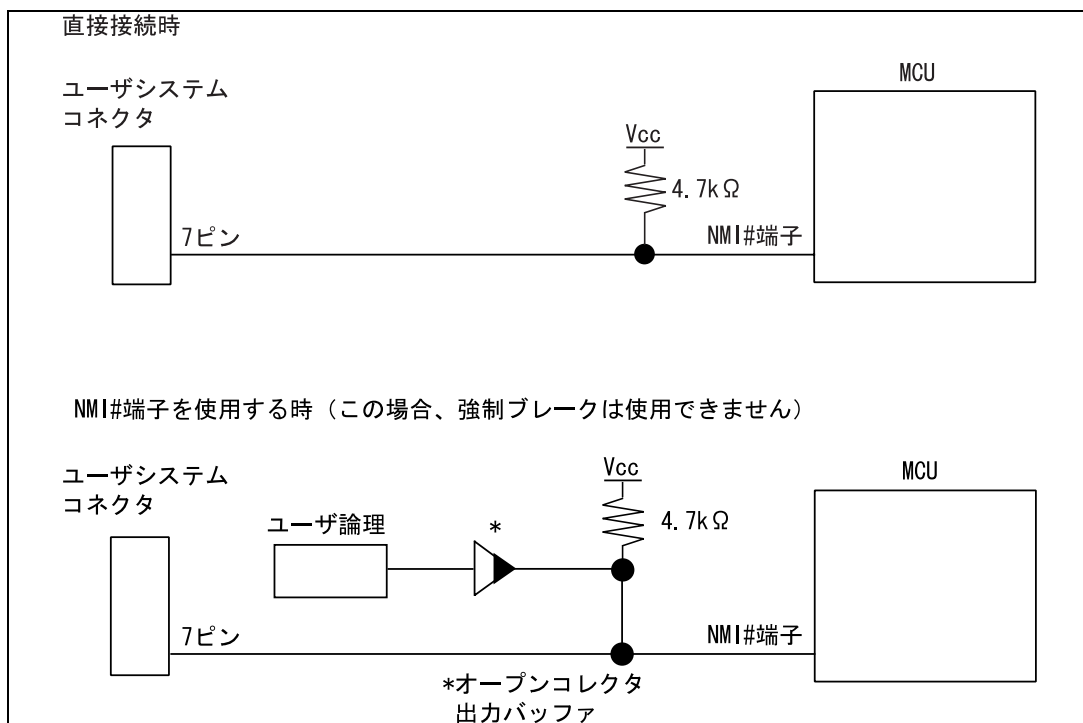 直接接続時
ユーザシステム
コネクタ
MCU
Vcc
4.7kΩ
7ピン
NMI#端子
NMI#端子を使用する時（この場合、強制ブレークは使用できません）
ユーザシステム
コネクタ
Vcc
MCU
ユーザ論理
*
4.7kΩ
7ピン
NMI#端子
*オープンコレクタ
出力バッファ